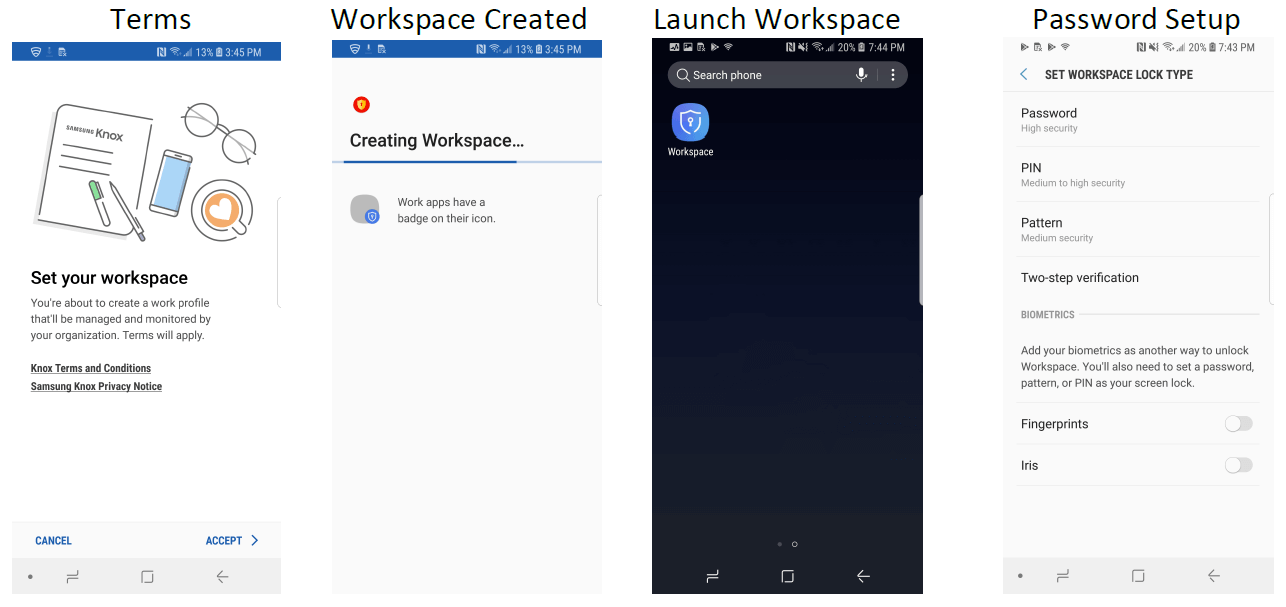 Terms
13% 3:45 PM
SAMSUNG Knox
Set your workspace
You're about to create a work profile
that'll be managed and monitored by
your organization. Terms will apply.
Knox Terms and Conditions
Samsung Knox Privacy Notice
CANCEL
ACCEPT
Workspace Created
13% 3:45 PM
Creating Workspace...
Work apps have a
badge on their icon.
Launch Workspace
20% 7:44 PM
Search phone
Workspace
Password Setup
20% 7:43 PM
SET WORKSPACE LOCK TYPE
Password
High security
PIN
Medium to high security
Pattern
Medium security
Two-step verification
BIOMETRICS
Add your biometrics as another way to unlock
Workspace. You'll also need to set a password,
pattern, or PIN as your screen lock.
Fingerprints
Iris